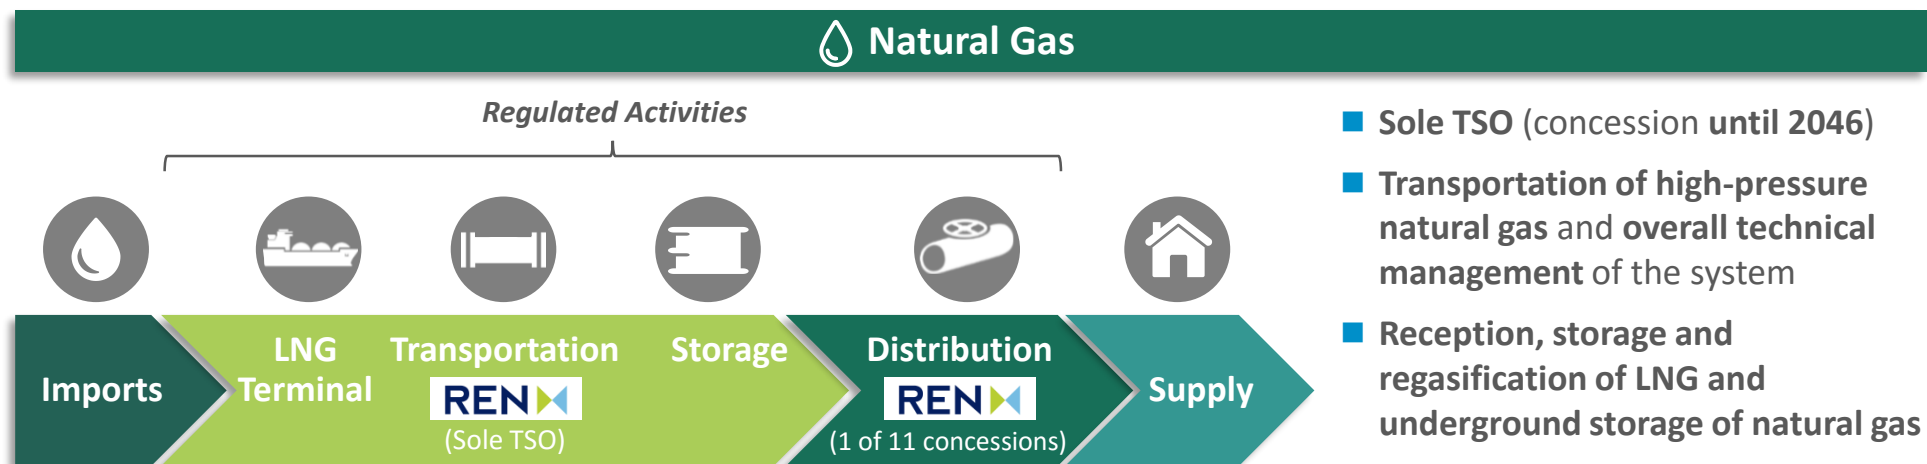 Natural Gas
Regulated Activities
Imports
LNG
Terminal
Transportation
REN
(Sole TSO)
Storage
Distribution
REN
(1 of 11 concessions)
Supply
■ Sole TSO (concession until 2046)
■ Transportation of high-pressure
natural gas and overall technical
management of the system
■ Reception, storage and
regasification of LNG and
underground storage of natural gas